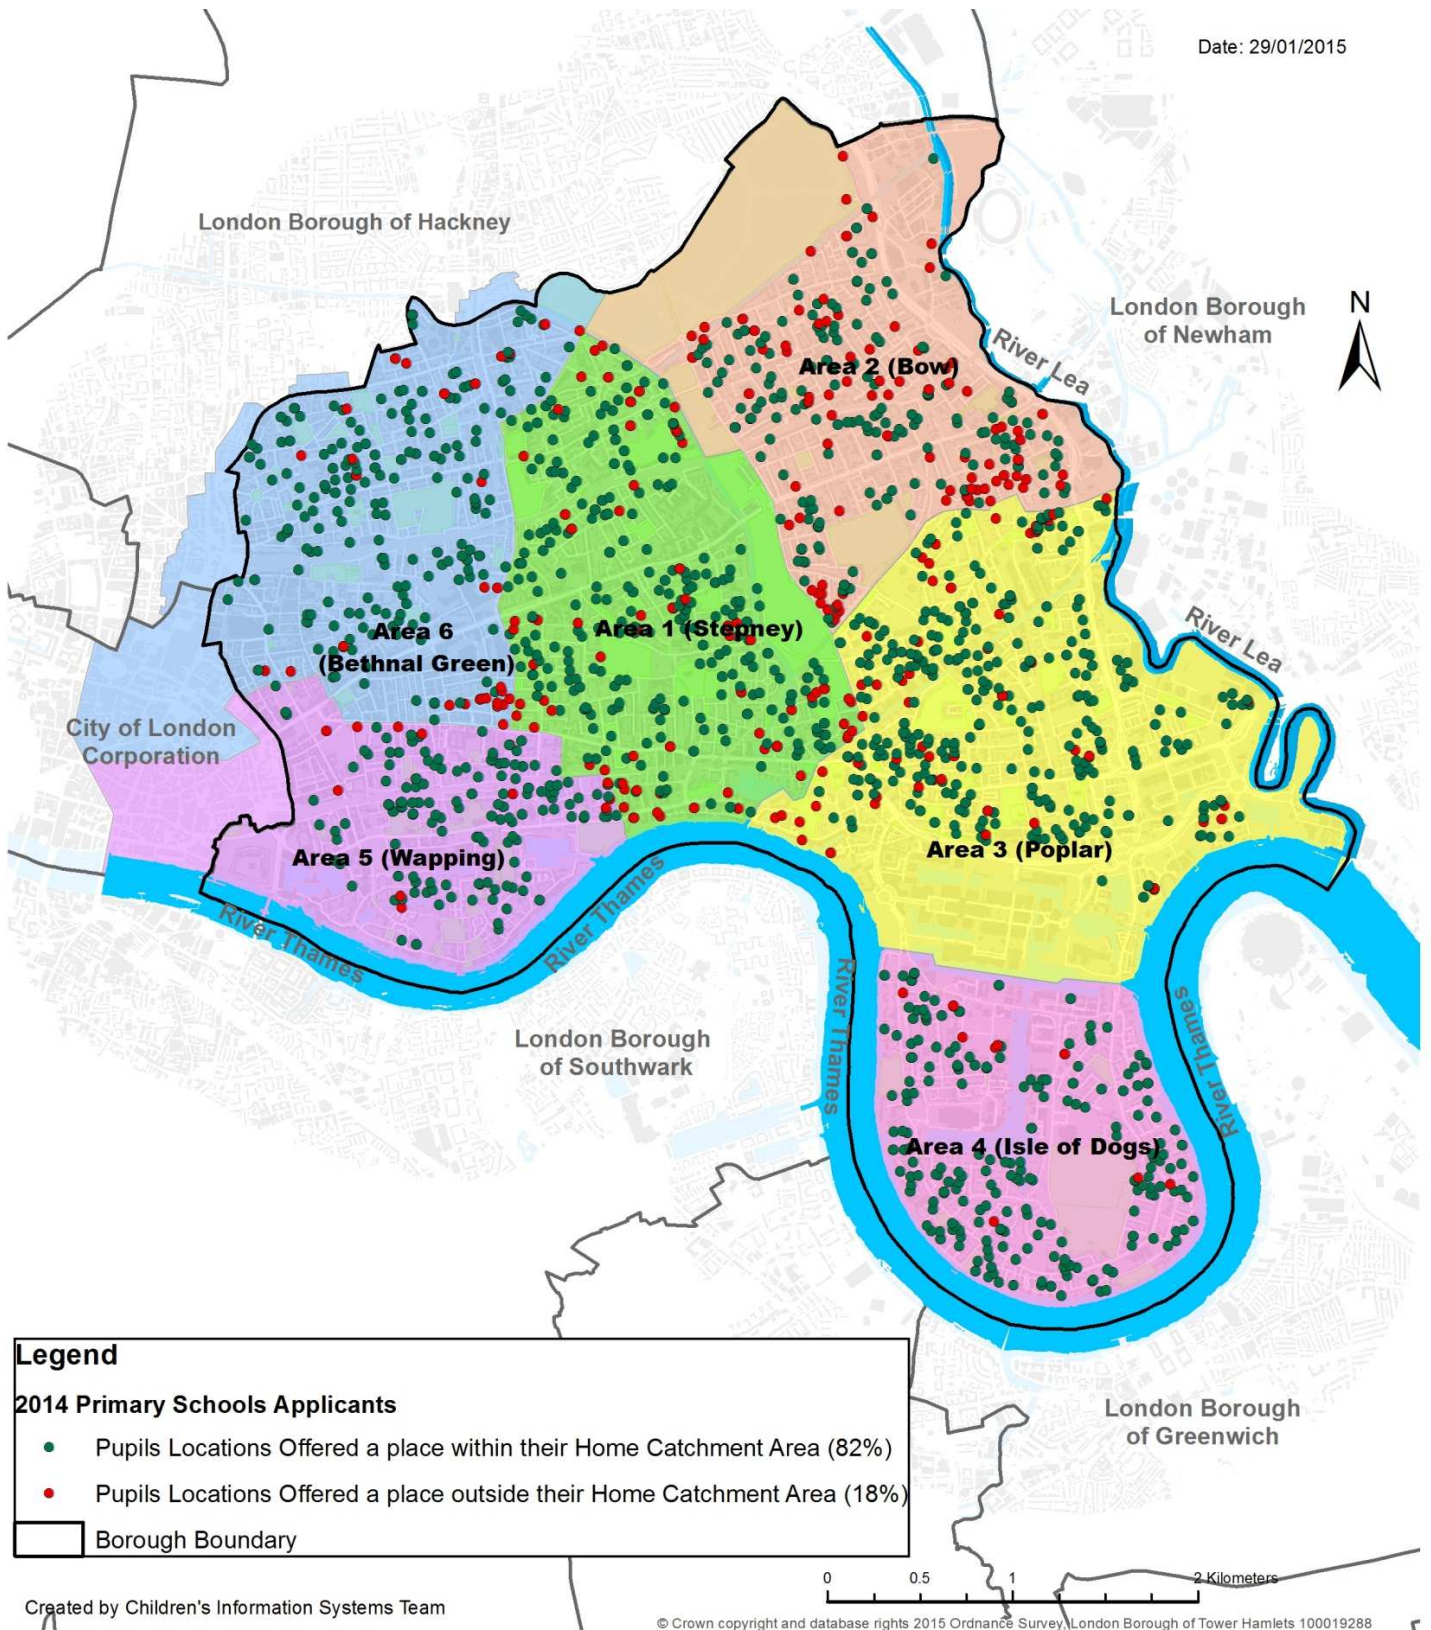 Date: 29/01/2015
London Borough of Hackney
London Borough
of Newham
N
River Lea
Area 2 (Bow)
River Lea
Area 6
(Bethnal Green)
Area 1 (Stepney)
City of London
Corporation
Area 5 (Wapping)
Area 3 (Poplar)
River Thames
River Thames
River Thames
River Thames
River Thames
London Borough
of Southwark
Area 4 (Isle of Dogs)
Legend
2014 Primary Schools Applicants
Pupils Locations Offered a place within their Home Catchment Area (82%)
Pupils Locations Offered a place outside their Home Catchment Area (18%)
Borough Boundary
London Borough
of Greenwich
0 0.5 1 2 Kilometers
Created by Children's Information Systems Team
© Crown copyright and database rights 2015 Ordnance Survey, London Borough of Tower Hamlets 100019288